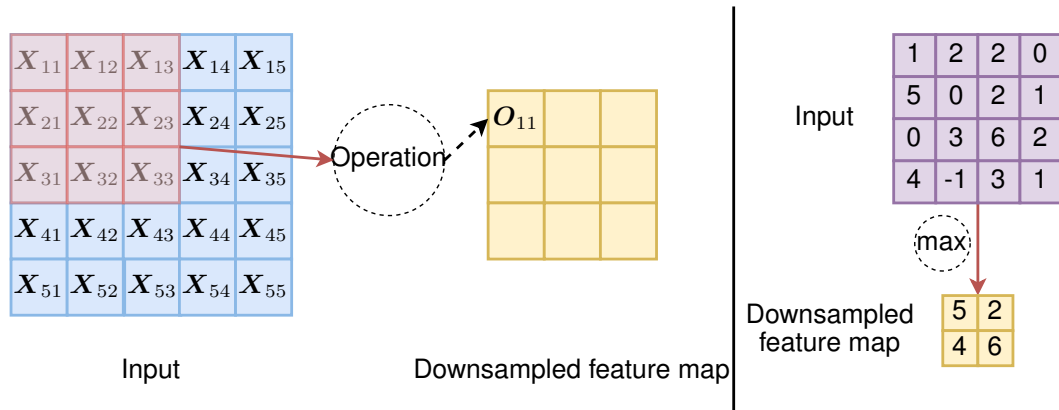 X11 X12 X13 X14 X15
X21 X22 X23 X24 X25
X31 X32 X33 X34 X35
X41 X42 X43 X44 X45
X51 X52 X53 X54 X55
Input
Operation
O11
Downsampled feature map
Input
1 2 2 0
5 0 2 1
0 3 6 2
4 -1 3 1
max
Downsampled
feature map
5 2
4 6